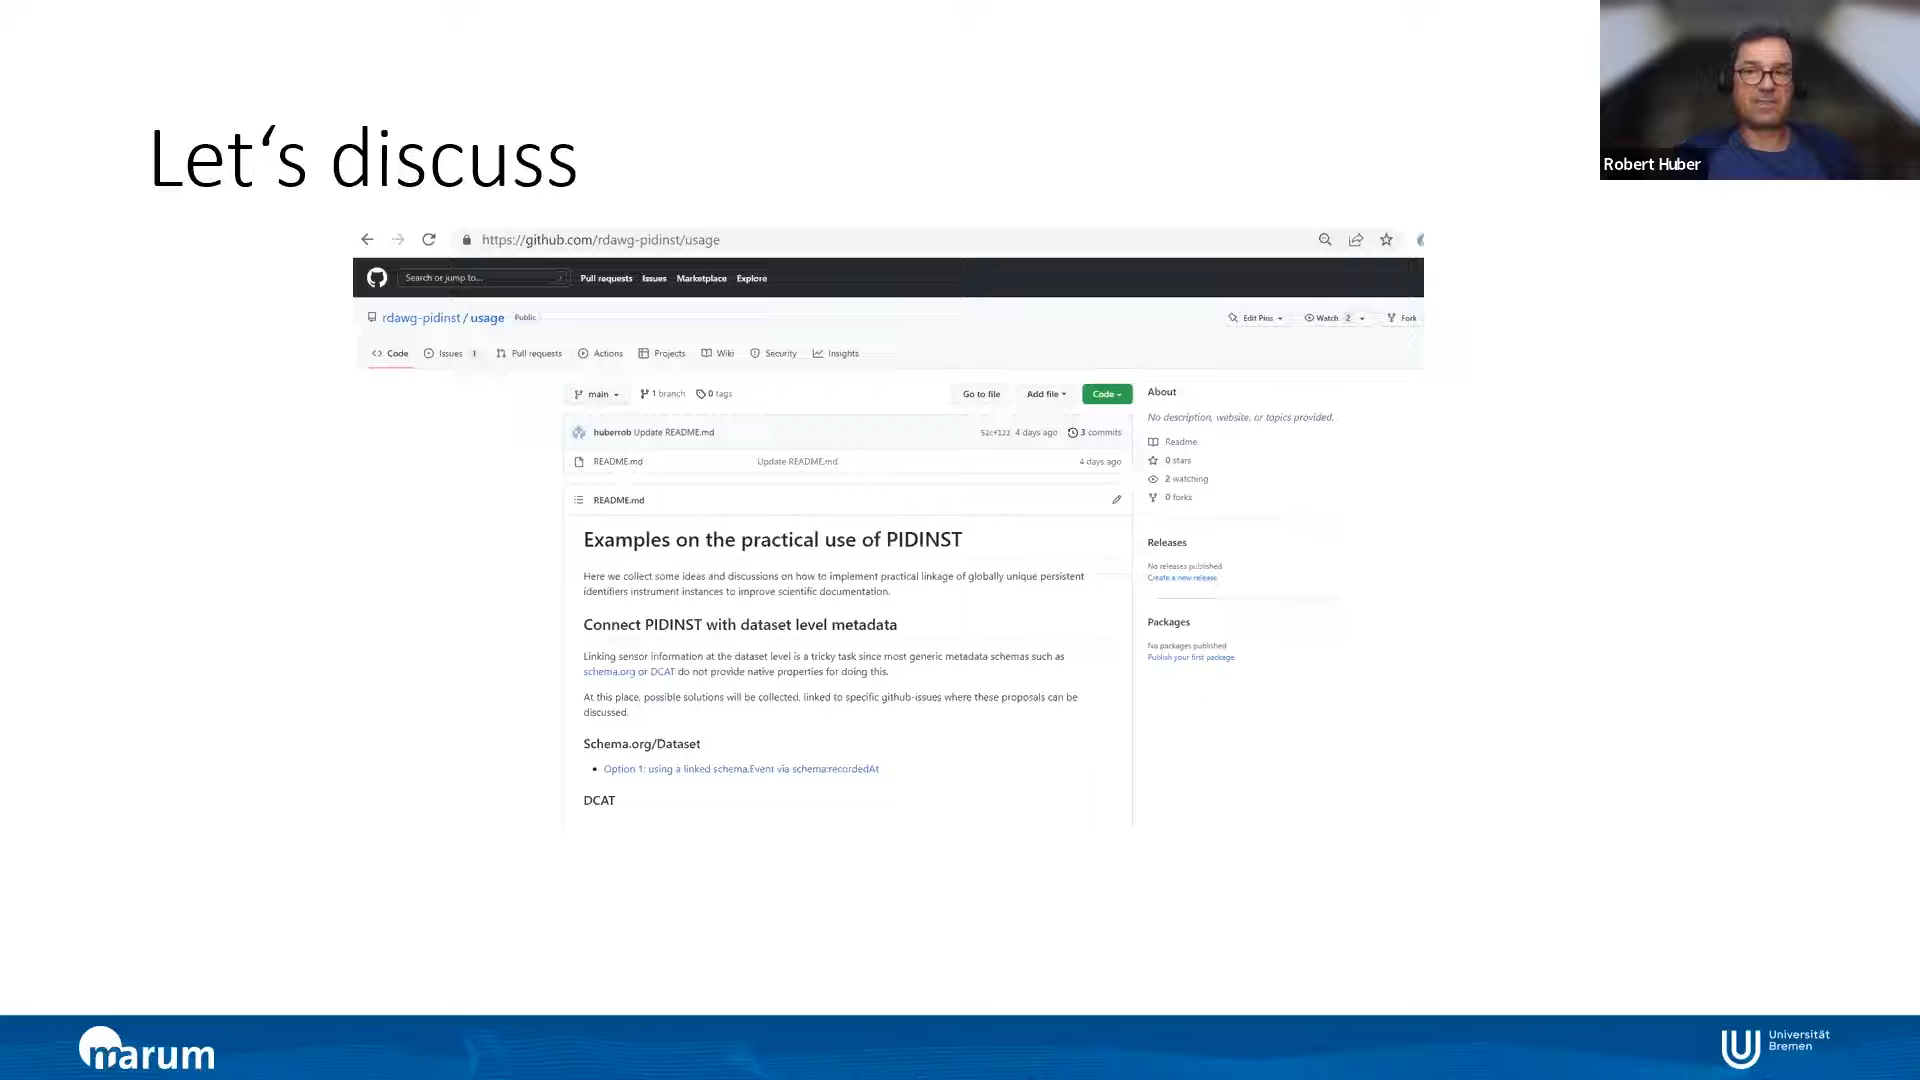 Let‘s discuss
Robert Huber
https://github.com/rdawg-pidinst/usage
Search or jump to... /
Pull requests Issues Marketplace Explore
rdawg-pidinst / usage Public
Edit Pins Watch 2 Fork
Code Issues 1 Pull requests Actions Projects Wiki Security Insights
main 1 branch 0 tags Go to file Add file Code
huberrob Update README.md 52cf122 4 days ago 3 commits
README.md Update README.md 4 days ago
README.md
Examples on the practical use of PIDINST
Here we collect some ideas and discussions on how to implement practical linkage of globally unique persistent
identifiers instrument instances to improve scientific documentation.
Connect PIDINST with dataset level metadata
Linking sensor information at the dataset level is a tricky task since most generic metadata schemas such as
schema.org or DCAT do not provide native properties for doing this.
At this place, possible solutions will be collected, linked to specific github-issues where these proposals can be
discussed.
Schema.org/Dataset
Option 1: using a linked schema.Event via schema:recordedAt
DCAT
About
No description, website, or topics provided.
Readme
0 stars
2 watching
0 forks
Releases
No releases published
Create a new release
Packages
No packages published
Publish your first package
marum
Universität
Bremen